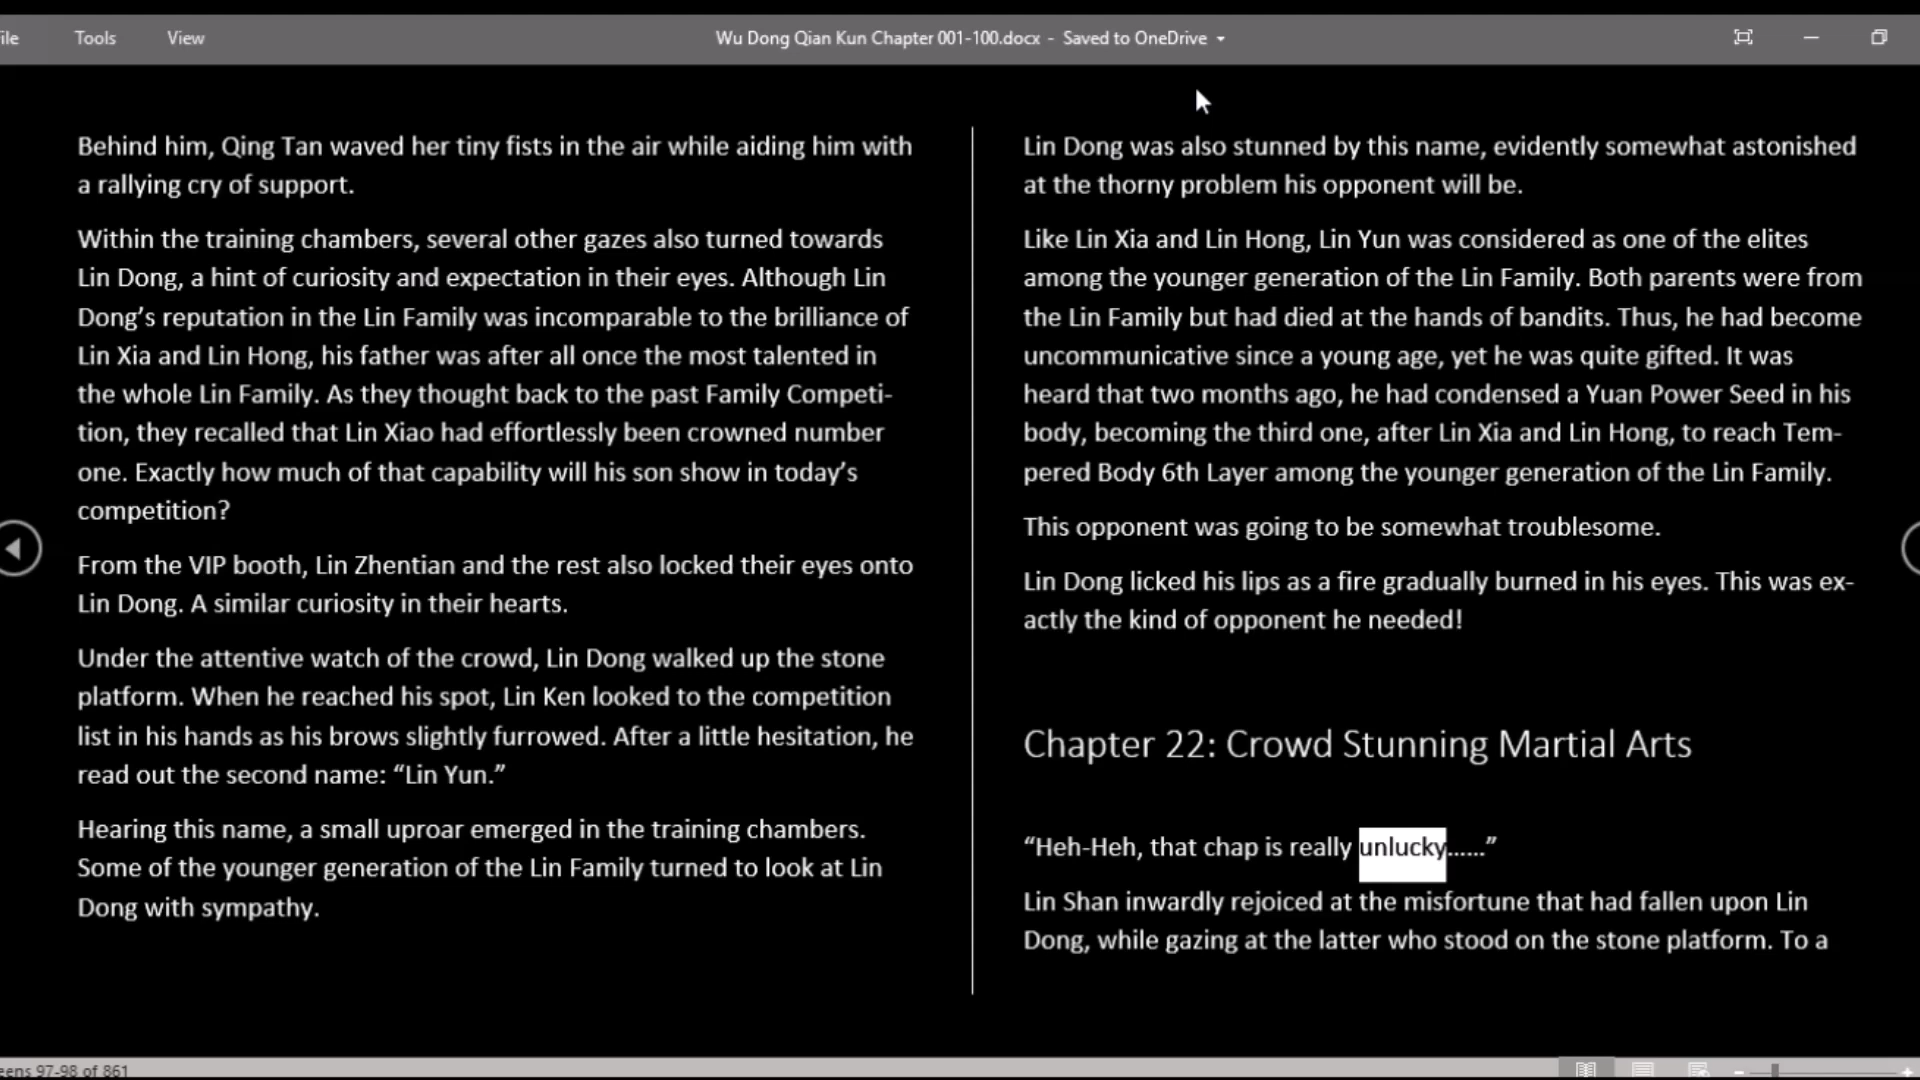 ile Tools View Wu Dong Qian Kun Chapter 001-100.docx - Saved to OneDrive
Behind him, Qing Tan waved her tiny fists in the air while aiding him with
a rallying cry of support.
Within the training chambers, several other gazes also turned towards
Lin Dong, a hint of curiosity and expectation in their eyes. Although Lin
Dong’s reputation in the Lin Family was incomparable to the brilliance of
Lin Xia and Lin Hong, his father was after all once the most talented in
the whole Lin Family. As they thought back to the past Family Competi-
tion, they recalled that Lin Xiao had effortlessly been crowned number
one. Exactly how much of that capability will his son show in today’s
competition?
From the VIP booth, Lin Zhentian and the rest also locked their eyes onto
Lin Dong. A similar curiosity in their hearts.
Under the attentive watch of the crowd, Lin Dong walked up the stone
platform. When he reached his spot, Lin Ken looked to the competition
list in his hands as his brows slightly furrowed. After a little hesitation, he
read out the second name: “Lin Yun.”
Hearing this name, a small uproar emerged in the training chambers.
Some of the younger generation of the Lin Family turned to look at Lin
Dong with sympathy.
Lin Dong was also stunned by this name, evidently somewhat astonished
at the thorny problem his opponent will be.
Like Lin Xia and Lin Hong, Lin Yun was considered as one of the elites
among the younger generation of the Lin Family. Both parents were from
the Lin Family but had died at the hands of bandits. Thus, he had become
uncommunicative since a young age, yet he was quite gifted. It was
heard that two months ago, he had condensed a Yuan Power Seed in his
body, becoming the third one, after Lin Xia and Lin Hong, to reach Tem-
pered Body 6th Layer among the younger generation of the Lin Family.
This opponent was going to be somewhat troublesome.
Lin Dong licked his lips as a fire gradually burned in his eyes. This was ex-
actly the kind of opponent he needed!
Chapter 22: Crowd Stunning Martial Arts
“Heh-Heh, that chap is really unlucky......”
Lin Shan inwardly rejoiced at the misfortune that had fallen upon Lin
Dong, while gazing at the latter who stood on the stone platform. To a
eens 97-98 of 861